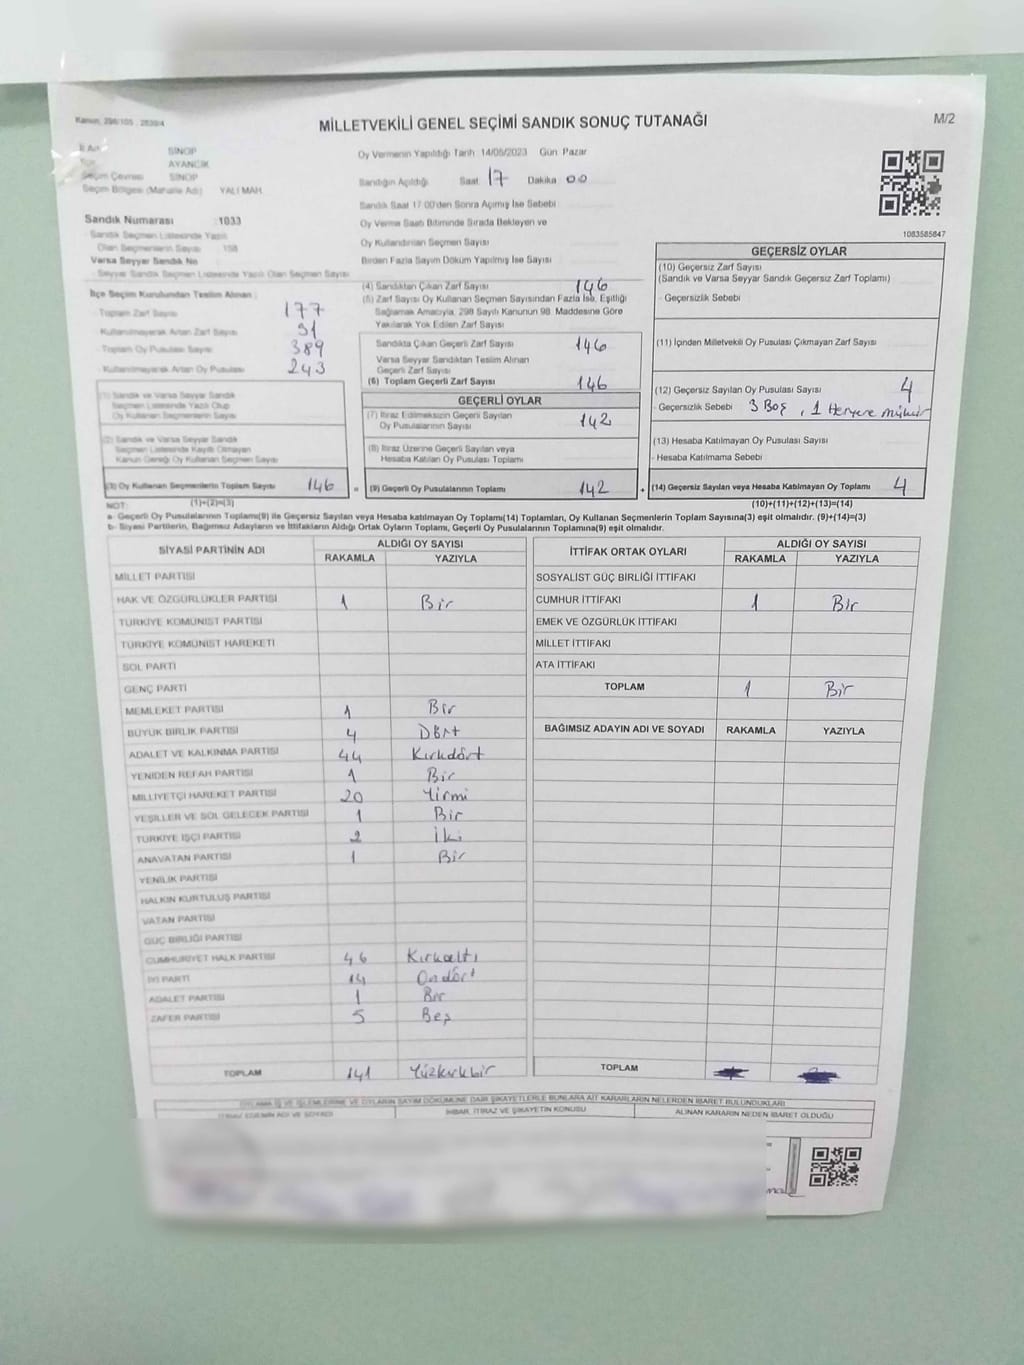 Kanun: 298/105 , 2839/4
MİLLETVEKİLİ GENEL SEÇİMİ SANDIK SONUÇ TUTANAĞI
M/2
İl Adı SİNOP
AYANCIK
Seçim Çevresi SİNOP
Seçim Bölgesi (Mahalle Adı) YALI MAH.
Oy Vermenin Yapıldığı Tarih 14/05/2023 Gün Pazar
Sandığın Açıldığı Saat 17 Dakika 00
Sandık Saat 17:00'den Sonra Açılmış İse Sebebi
Sandık Numarası : 1033
Oy Verme Saati Bitiminde Sırada Bekleyen ve
Oy Kullandırılan Seçmen Sayısı
Sandık Seçmen Listesinde Yazılı
Olan Seçmenlerin Sayısı 158
Varsa Seyyar Sandık No
Seyyar Sandık Seçmen Listesinde Yazılı Olan Seçmen Sayısı
Birden Fazla Sayım Döküm Yapılmış İse Sayısı
1083585847
İlçe Seçim Kurulundan Teslim Alınan :
Toplam Zarf Sayısı 177
Kullanılmayarak Artan Zarf Sayısı 31
Toplam Oy Pusulası Sayısı 389
Kullanılmayarak Artan Oy Pusulası 243
(4) Sandıktan Çıkan Zarf Sayısı 146
(5) Zarf Sayısı Oy Kullanan Seçmen Sayısından Fazla İse, Eşitliği
Sağlamak Amacıyla, 298 Sayılı Kanunun 98. Maddesine Göre
Yakılarak Yok Edilen Zarf Sayısı
Sandıkta Çıkan Geçerli Zarf Sayısı 146
Varsa Seyyar Sandıktan Teslim Alınan
Geçerli Zarf Sayısı
(6) Toplam Geçerli Zarf Sayısı 146
GEÇERSİZ OYLAR
(10) Geçersiz Zarf Sayısı
(Sandık ve Varsa Seyyar Sandık Geçersiz Zarf Toplamı)
Geçersizlik Sebebi
(11) İçinden Milletvekili Oy Pusulası Çıkmayan Zarf Sayısı
(12) Geçersiz Sayılan Oy Pusulası Sayısı 4
Geçersizlik Sebebi 3 Boş , 1 Heryere mühür
(13) Hesaba Katılmayan Oy Pusulası Sayısı
Hesaba Katılmama Sebebi
(1) Sandık ve Varsa Seyyar Sandık
Seçmen Listesinde Yazılı Olup
Oy Kullanan Seçmenlerin Sayısı
(2) Sandık ve Varsa Seyyar Sandık
Seçmen Listesinde Kayıtlı Olmayan
Kanun Gereği Oy Kullanan Seçmen Sayısı
GEÇERLİ OYLAR
(7) İtiraz Edilmeksizin Geçerli Sayılan
Oy Pusulalarının Sayısı 142
(8) İtiraz Üzerine Geçerli Sayılan veya
Hesaba Katılan Oy Pusulası Toplamı
(3) Oy Kullanan Seçmenlerin Toplam Sayısı 146 = (9) Geçerli Oy Pusulalarının Toplamı 142 + (14) Geçersiz Sayılan veya Hesaba Katılmayan Oy Toplamı 4
NOT: (1)+(2)=(3) (10)+(11)+(12)+(13)=(14)
a- Geçerli Oy Pusulalarının Toplamı(9) ile Geçersiz Sayılan veya Hesaba katılmayan Oy Toplamı(14) Toplamları, Oy Kullanan Seçmenlerin Toplam Sayısına(3) eşit olmalıdır. (9)+(14)=(3)
b- Siyasi Partilerin, Bağımsız Adayların ve İttifakların Aldığı Ortak Oyların Toplamı, Geçerli Oy Pusulalarının Toplamına(9) eşit olmalıdır.
SİYASİ PARTİNİN ADI ALDIĞI OY SAYISI
RAKAMLA YAZIYLA
MİLLET PARTİSİ
HAK VE ÖZGÜRLÜKLER PARTİSİ 1 Bir
TÜRKİYE KOMÜNİST PARTİSİ
TÜRKİYE KOMÜNİST HAREKETİ
SOL PARTİ
GENÇ PARTİ
MEMLEKET PARTİSİ 1 Bir
BÜYÜK BİRLİK PARTİSİ 4 Dört
ADALET VE KALKINMA PARTİSİ 44 Kırkdört
YENİDEN REFAH PARTİSİ 1 Bir
MİLLİYETÇİ HAREKET PARTİSİ 20 Yirmi
YEŞİLLER VE SOL GELECEK PARTİSİ 1 Bir
TÜRKİYE İŞÇİ PARTİSİ 2 İki
ANAVATAN PARTİSİ 1 Bir
YENİLİK PARTİSİ
HALKIN KURTULUŞ PARTİSİ
VATAN PARTİSİ
GÜÇ BİRLİĞİ PARTİSİ
CUMHURİYET HALK PARTİSİ 46 Kırkaltı
İYİ PARTİ 14 Ondört
ADALET PARTİSİ 1 Bir
ZAFER PARTİSİ 5 Beş
TOPLAM 141 Yüzkırkbir
İTTİFAK ORTAK OYLARI ALDIĞI OY SAYISI
RAKAMLA YAZIYLA
SOSYALİST GÜÇ BİRLİĞİ İTTİFAKI
CUMHUR İTTİFAKI 1 Bir
EMEK VE ÖZGÜRLÜK İTTİFAKI
MİLLET İTTİFAKI
ATA İTTİFAKI
TOPLAM 1 Bir
BAĞIMSIZ ADAYIN ADI VE SOYADI RAKAMLA YAZIYLA
TOPLAM
OYLAMA İŞ VE İŞLEMLERİNE VE OYLARIN SAYIM DÖKÜMÜNE DAİR ŞİKAYETLERLE BUNLARA AİT KARARLARIN NELERDEN İBARET BULUNDUKLARI
İTİRAZ EDENİN ADI VE SOYADI İHBAR, İTİRAZ VE ŞİKAYETİN KONUSU ALINAN KARARIN NEDEN İBARET OLDUĞU